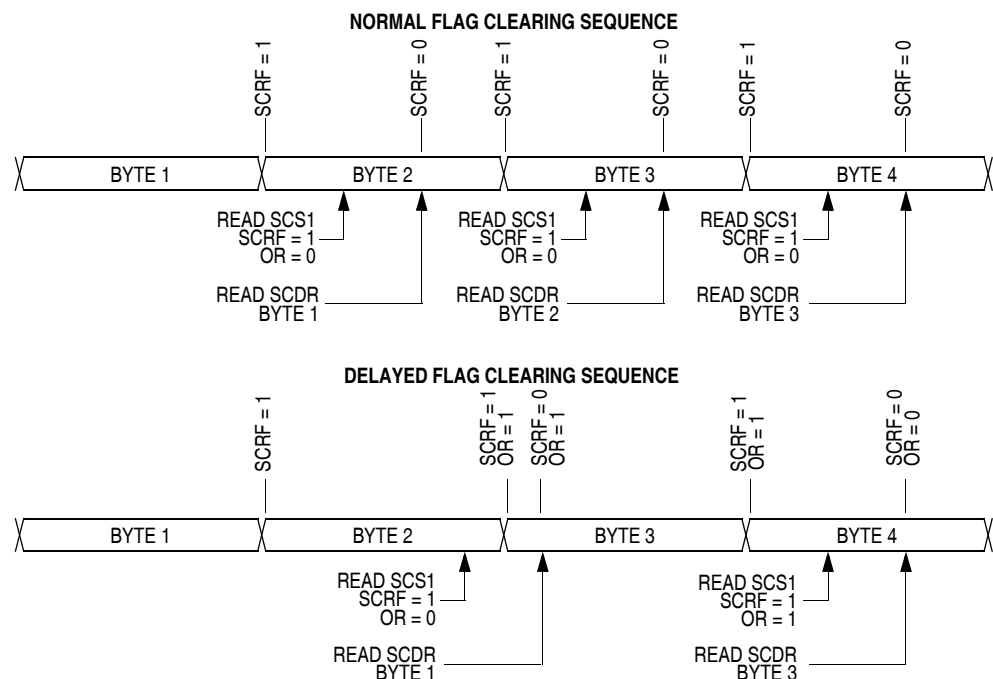 NORMAL FLAG CLEARING SEQUENCE
SCRF = 1
SCRF = 0
SCRF = 1
SCRF = 0
SCRF = 1
SCRF = 0
BYTE 1
BYTE 2
BYTE 3
BYTE 4
READ SCS1
SCRF = 1
OR = 0
READ SCS1
SCRF = 1
OR = 0
READ SCS1
SCRF = 1
OR = 0
READ SCDR
BYTE 1
READ SCDR
BYTE 2
READ SCDR
BYTE 3
DELAYED FLAG CLEARING SEQUENCE
SCRF = 1
SCRF = 1
OR = 1
SCRF = 0
OR = 1
SCRF = 1
OR = 1
SCRF = 0
OR = 0
BYTE 1
BYTE 2
BYTE 3
BYTE 4
READ SCS1
SCRF = 1
OR = 0
READ SCS1
SCRF = 1
OR = 1
READ SCDR
BYTE 1
READ SCDR
BYTE 3